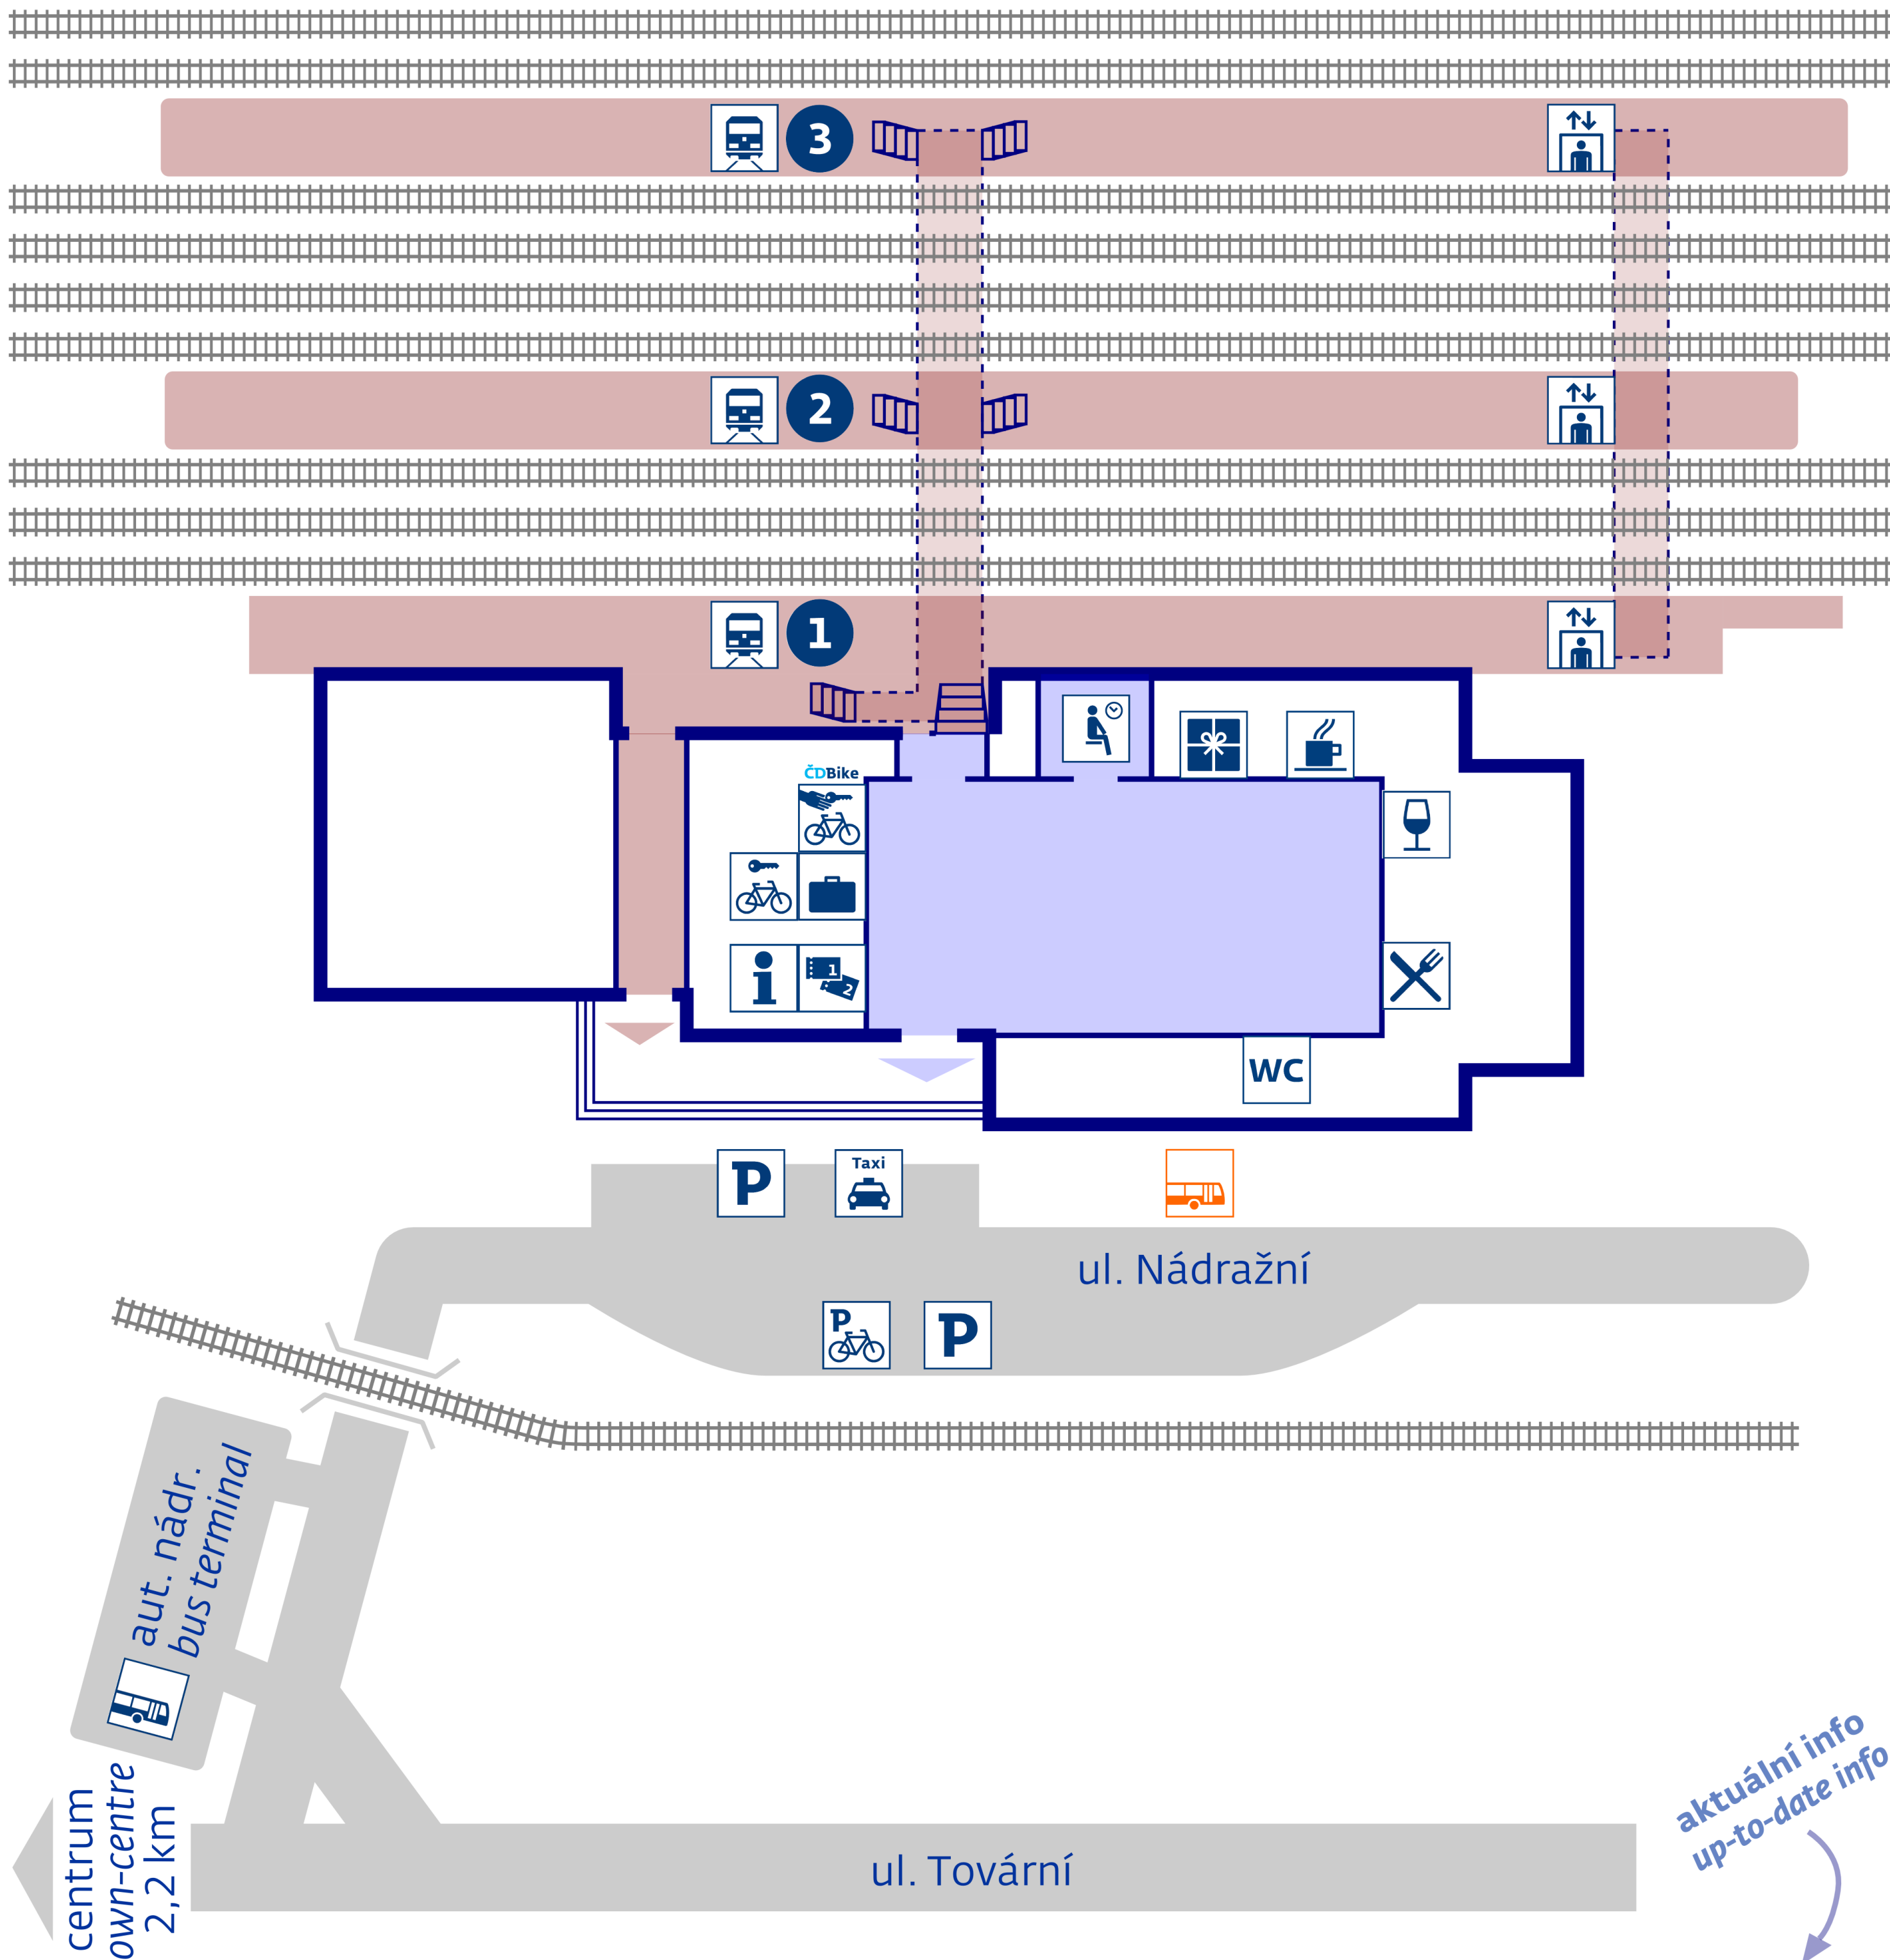 3
2
1
ČDBike
1
2
WC
P
Taxi
ul. Nádražní
P
P
aut. nádr.
bus terminal
centrum
own-centre
2,2 km
ul. Tovární
aktuální info
up-to-date info